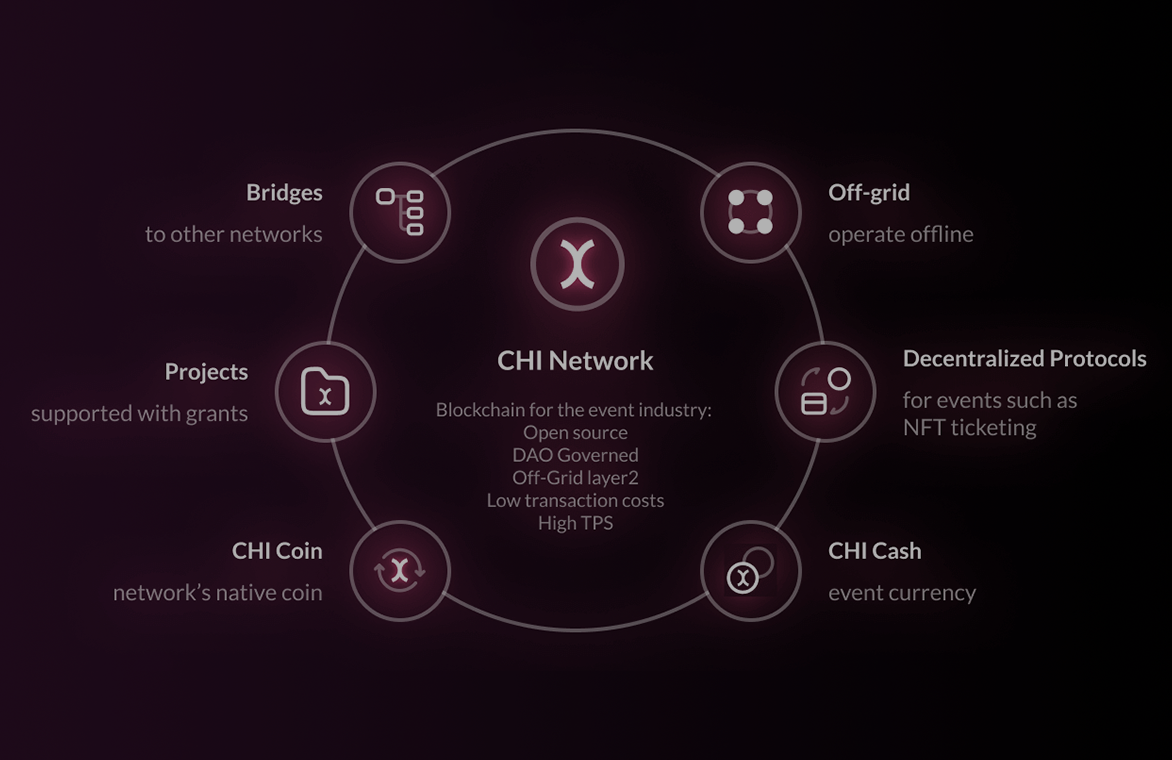 Bridges
to other networks
Off-grid
operate offline
CHI Network
Projects
supported with grants
Decentralized Protocols
for events such as
NFT ticketing
Blockchain for the event industry:
Open source
DAO Governed
Off-Grid layer2
Low transaction costs
High TPS
CHI Coin
network’s native coin
CHI Cash
event currency